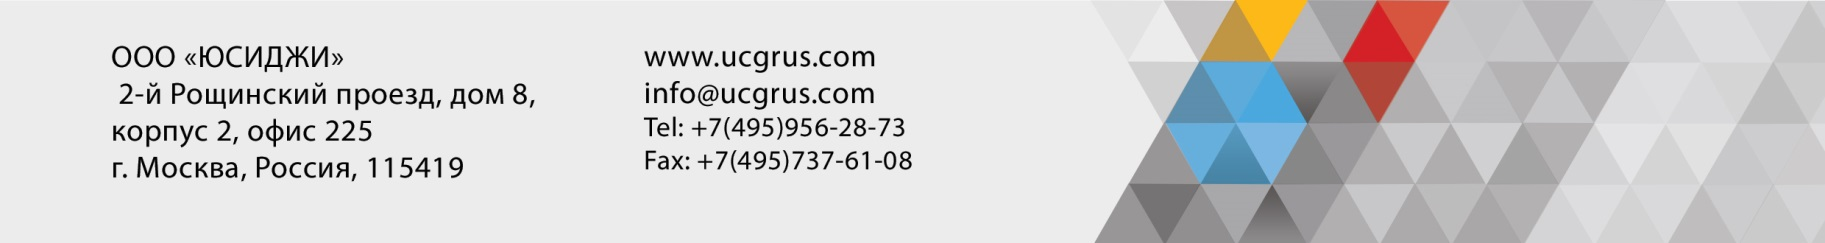 ООО «ЮСИДЖИ»
2-й Рощинский проезд, дом 8,
корпус 2, офис 225
г. Москва, Россия, 115419
www.ucgrus.com
info@ucgrus.com
Tel: +7(495)956-28-73
Fax: +7(495)737-61-08